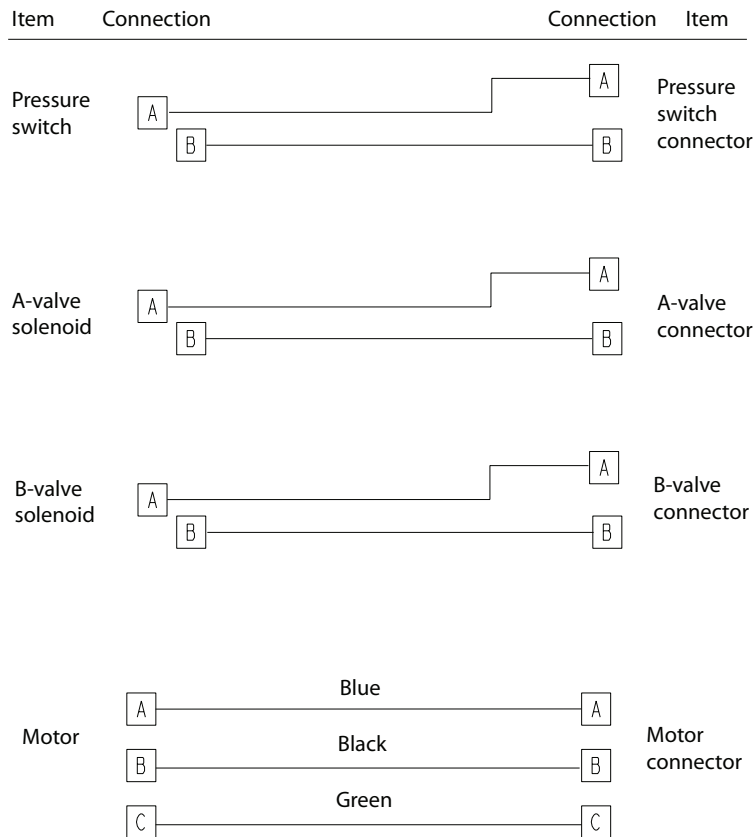 Item Connection Connection Item
Pressure
switch
A
B
A
B
Pressure
switch
connector
A-valve
solenoid
A
B
A
B
A-valve
connector
B-valve
solenoid
A
B
A
B
B-valve
connector
Motor
A
B
C
Blue
Black
Green
A
B
C
Motor
connector